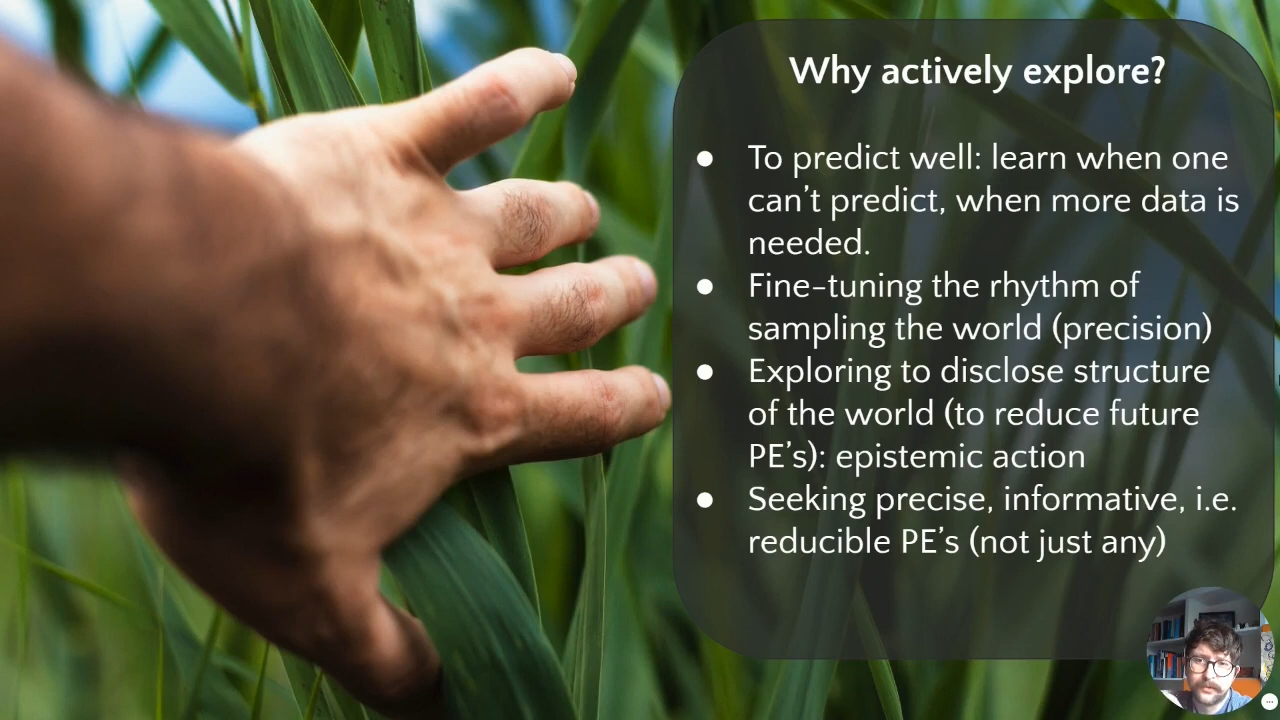 Why actively explore?
● To predict well: learn when one
can’t predict, when more data is
needed.
● Fine-tuning the rhythm of
sampling the world (precision)
● Exploring to disclose structure
of the world (to reduce future
PE’s): epistemic action
● Seeking precise, informative, i.e.
reducible PE’s (not just any)